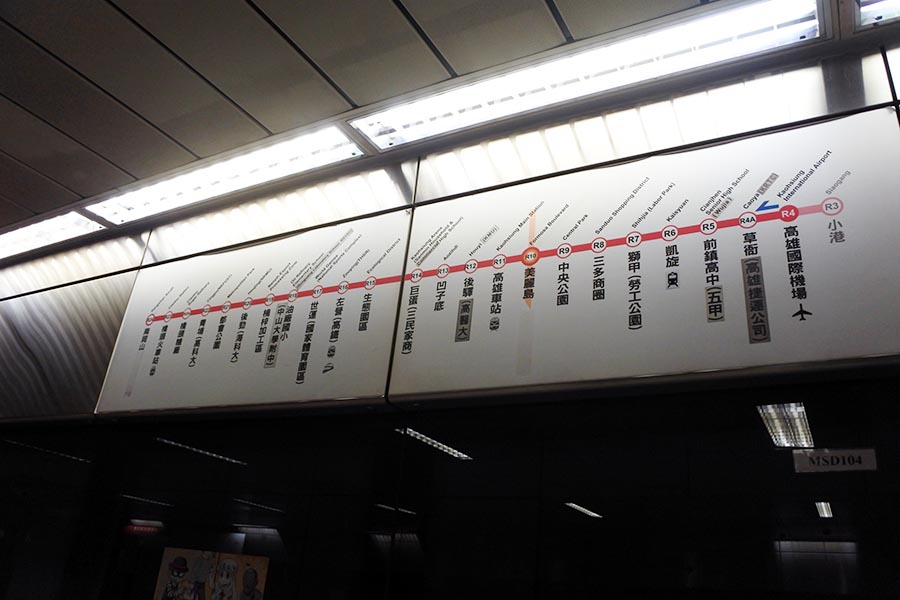 Ecological District
R15
生態園區
R16
左營(高鐵)
R17
世運(國家體育園區)
油廠國小
(中山大學附中)
楠梓加工區
後勁(海科大)
都會公園
青埔(高科大)
橋頭糖廠
橋頭火車站
南岡山
R14
巨蛋(三民家商)
Aozihdi
R13
凹子底
Houyi
R12
後驛
高醫大
Kaohsiung Main Station
R11
高雄車站
Formosa Boulevard
R10
美麗島
Central Park
R9
中央公園
Sanduo Shopping District
R8
三多商圈
Shihjia (Labor Park)
R7
獅甲(勞工公園)
Kaisyuan
R6
凱旋
Cianjhen
Senior High School
(Wujia)
R5
前鎮高中(五甲)
Caoya
R4A
草衙
高雄捷運公司
Kaohsiung
International Airport
R4
高雄國際機場
Siaogang
R3
小港
MSD104